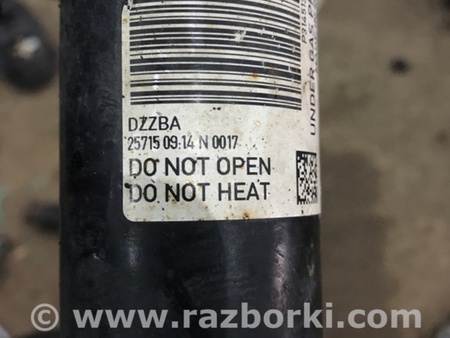 DZZBA
25715 09:14 N 0017
DO NOT OPEN
DO NOT HEAT
UNDER GAS
www.razborki.com